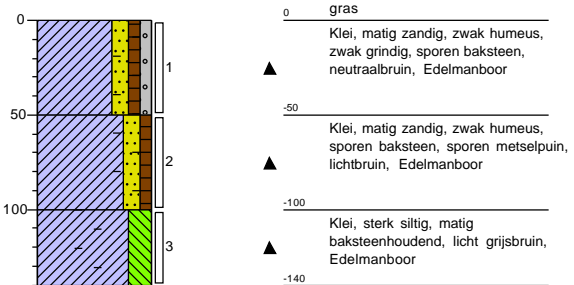 0
50
100
1
2
3
0
gras
Klei, matig zandig, zwak humeus,
zwak grindig, sporen baksteen,
neutraalbruin, Edelmanboor
-50
Klei, matig zandig, zwak humeus,
sporen baksteen, sporen metselpuin,
lichtbruin, Edelmanboor
-100
Klei, sterk siltig, matig
baksteenhoudend, licht grijsbruin,
Edelmanboor
-140